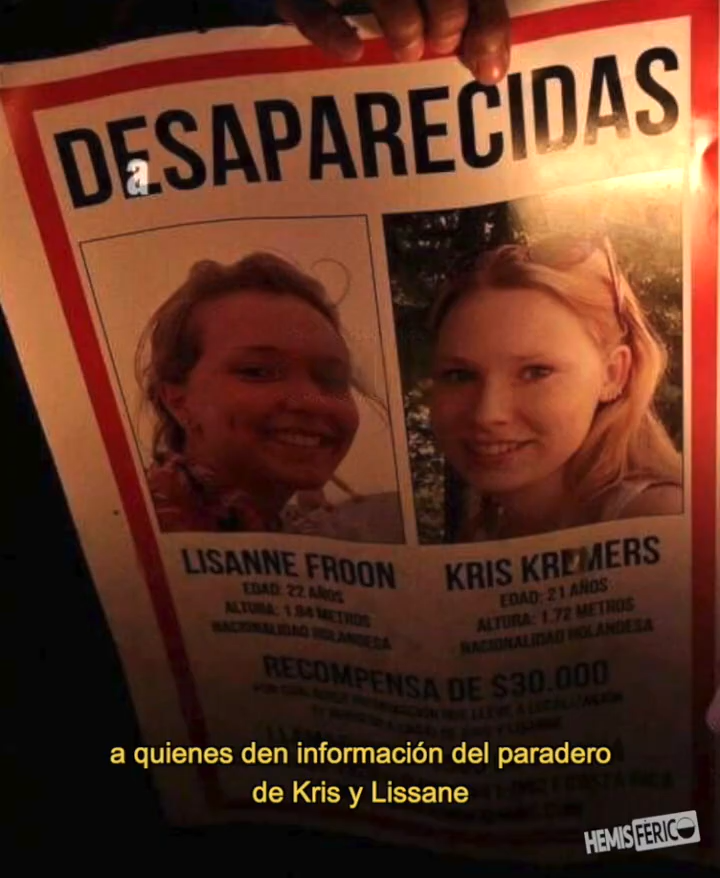 DESAPARECIDAS
a
LISANNE FROON
EDAD: 22 AÑOS
ALTURA: 1.84 METROS
NACIONALIDAD HOLANDESA
KRIS KREMERS
EDAD: 21 AÑOS
ALTURA: 1.72 METROS
NACIONALIDAD HOLANDESA
RECOMPENSA DE $30.000
a quienes den información del paradero
de Kris y Lissane
HEMISFÉRICO